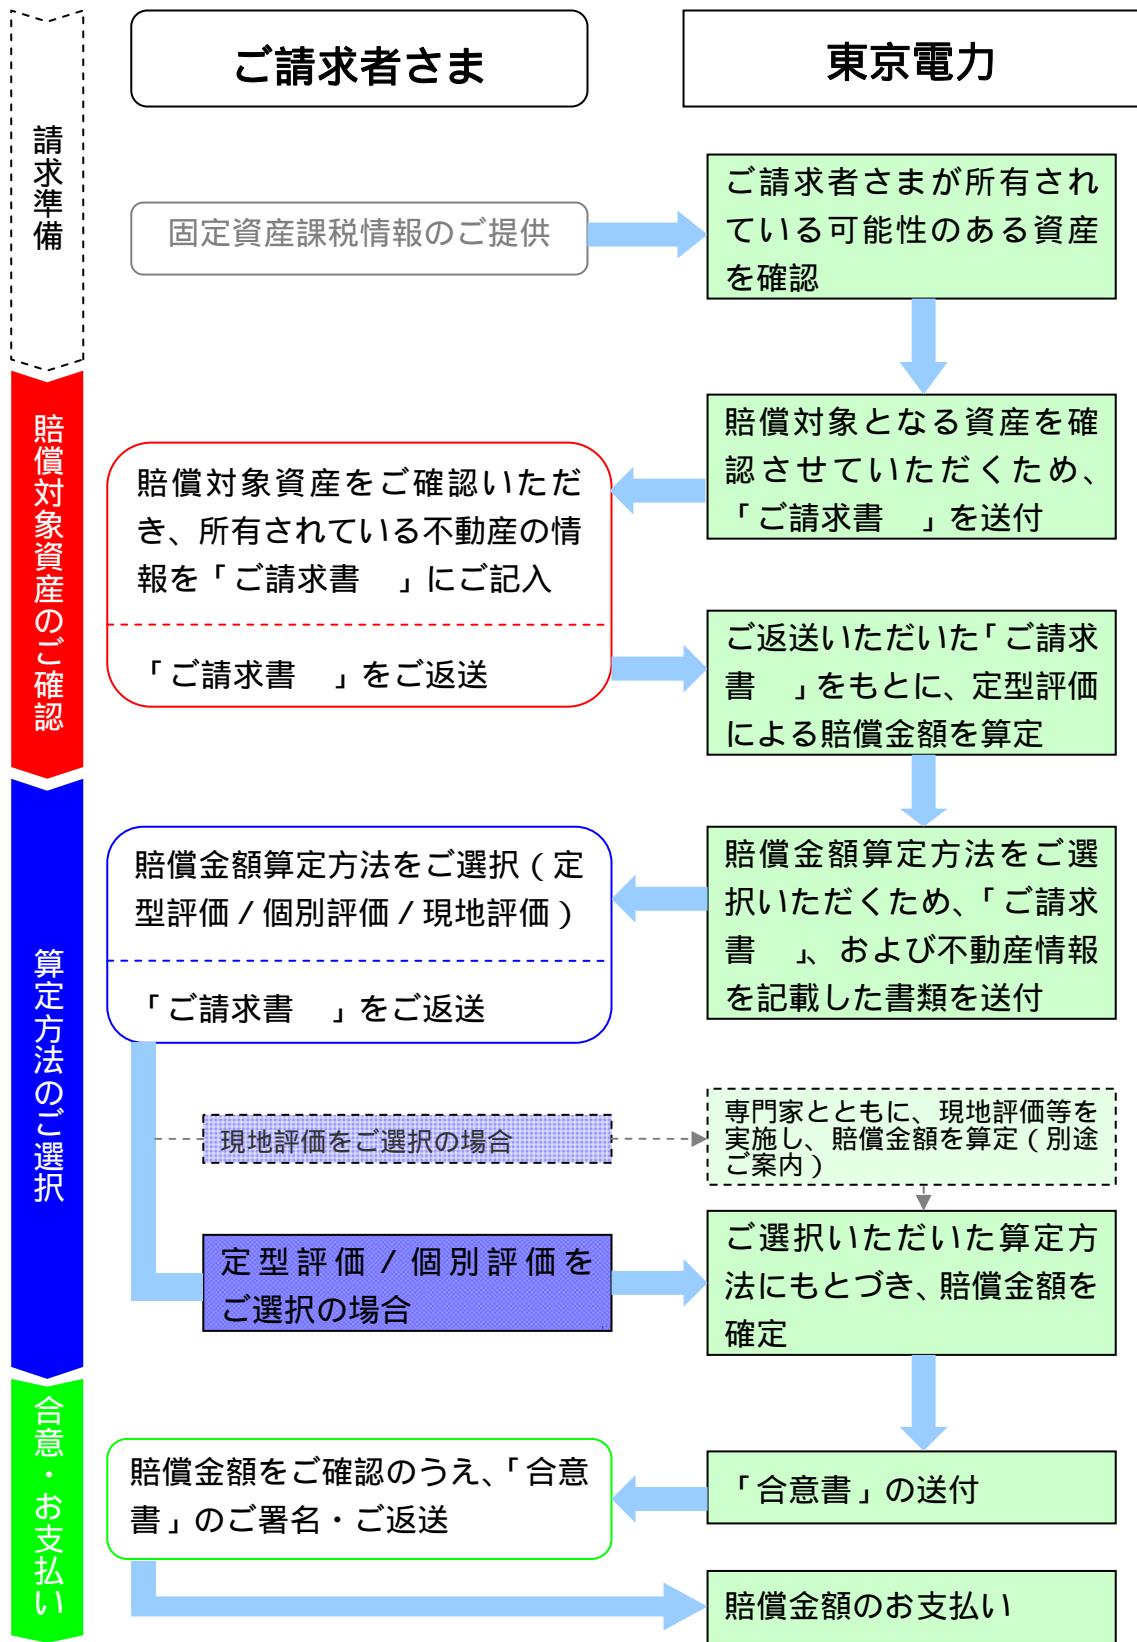 ご請求者さま
東京電力
請求準備
固定資産課税情報のご提供
ご請求者さまが所有され
ている可能性のある資産
を確認
賠償対象資産のご確認
賠償対象となる資産を確
認させていただくため、
「ご請求書　」を送付
賠償対象資産をご確認いただ
き、所有されている不動産の情
報を「ご請求書　」にご記入
「ご請求書　」をご返送
ご返送いただいた「ご請求
書　」をもとに、定型評価
による賠償金額を算定
算定方法のご選択
賠償金額算定方法をご選
択いただくため、「ご請求
書　」、および不動産情報
を記載した書類を送付
賠償金額算定方法をご選択（定
型評価／個別評価／現地評価）
「ご請求書　」をご返送
現地評価をご選択の場合
専門家とともに、現地評価等を
実施し、賠償金額を算定（別途
ご案内）
定型評価／個別評価を
ご選択の場合
ご選択いただいた算定方
法にもとづき、賠償金額を
確定
合意・お支払い
「合意書」の送付
賠償金額をご確認のうえ、「合意
書」のご署名・ご返送
賠償金額のお支払い